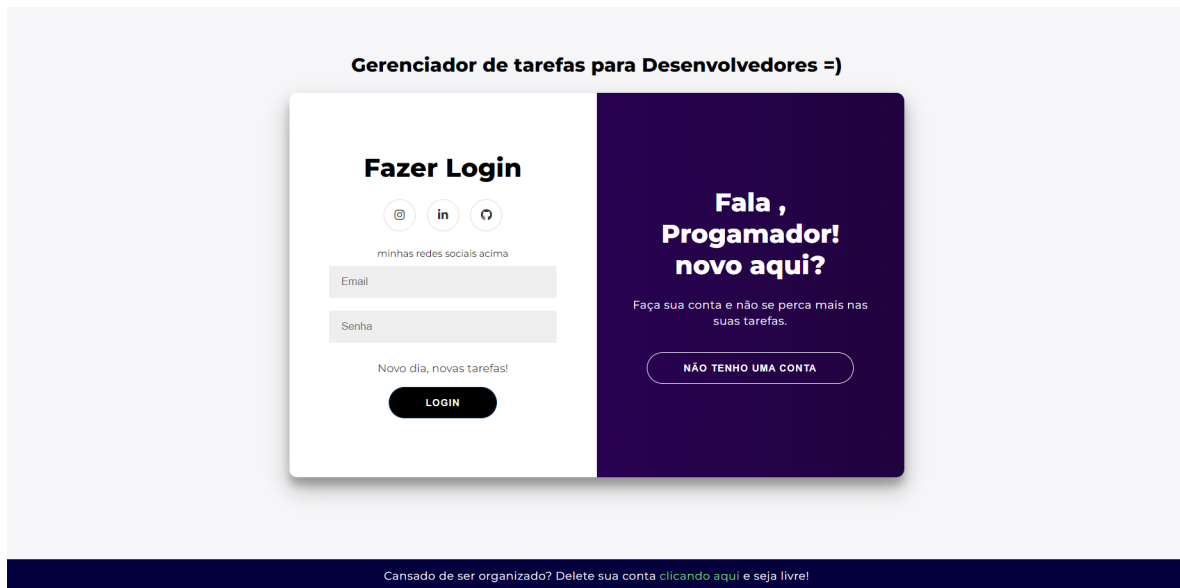 Gerenciador de tarefas para Desenvolvedores =)
Fazer Login
in
minhas redes sociais acima
Email
Senha
Novo dia, novas tarefas!
LOGIN
Fala ,
Progamador!
novo aqui?
Faça sua conta e não se perca mais nas
suas tarefas.
NÃO TENHO UMA CONTA
Cansado de ser organizado? Delete sua conta clicando aqui e seja livre!